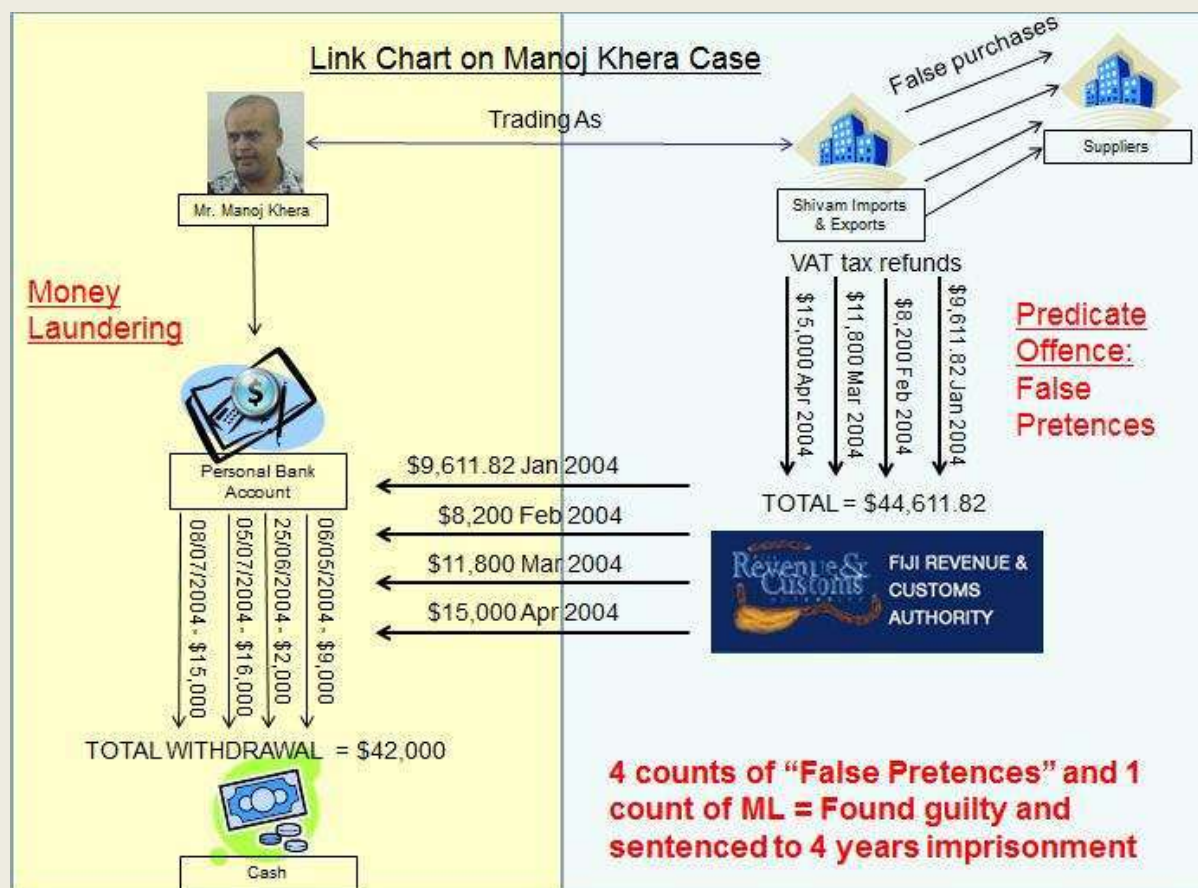 Link Chart on Manoj Khera Case
False purchases
Trading As
Suppliers
Mr. Manoj Khera
Shivam Imports
& Exports
VAT tax refunds
Money
Laundering
$15,000 Apr 2004
$11,800 Mar 2004
$8,200 Feb 2004
$9,611.82 Jan 2004
Predicate
Offence:
False
Pretences
$
Personal Bank
Account
$9,611.82 Jan 2004
$8,200 Feb 2004
$11,800 Mar 2004
$15,000 Apr 2004
TOTAL = $44,611.82
Revenue &
Customs
FIJI REVENUE &
CUSTOMS
AUTHORITY
08/07/2004 - $15,000
05/07/2004 - $16,000
25/06/2004 - $2,000
06/05/2004 - $9,000
TOTAL WITHDRAWAL = $42,000
Cash
4 counts of “False Pretences” and 1
count of ML = Found guilty and
sentenced to 4 years imprisonment